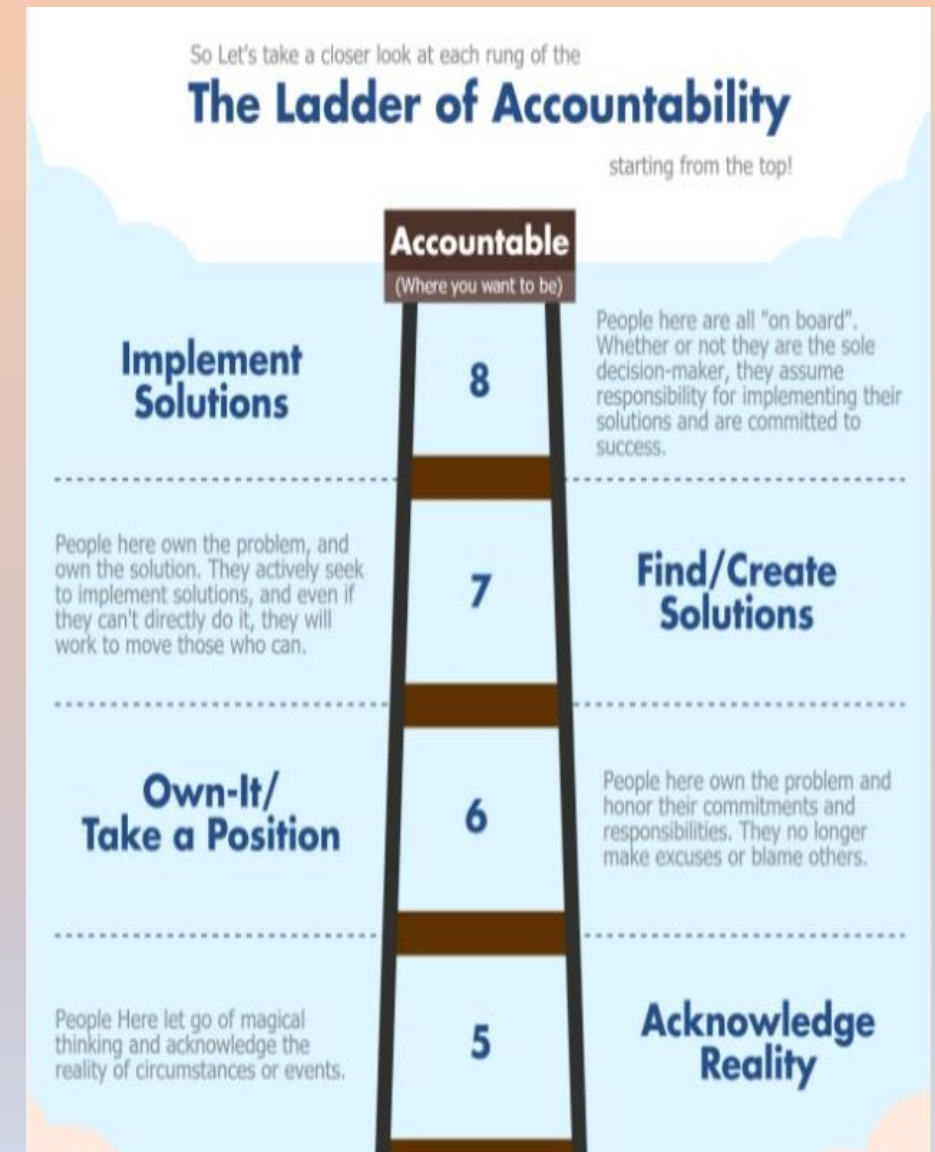 So Let's take a closer look at each rung of the
The Ladder of Accountability
starting from the top!
Accountable
(Where you want to be)
Implement
Solutions
8
People here are all "on board".
Whether or not they are the sole
decision-maker, they assume
responsibility for implementing their
solutions and are committed to
success.
People here own the problem, and
own the solution. They actively seek
to implement solutions, and even if
they can't directly do it, they will
work to move those who can.
7
Find/Create
Solutions
Own-It/
Take a Position
6
People here own the problem and
honor their commitments and
responsibilities. They no longer
make excuses or blame others.
People Here let go of magical
thinking and acknowledge the
reality of circumstances or events.
5
Acknowledge
Reality